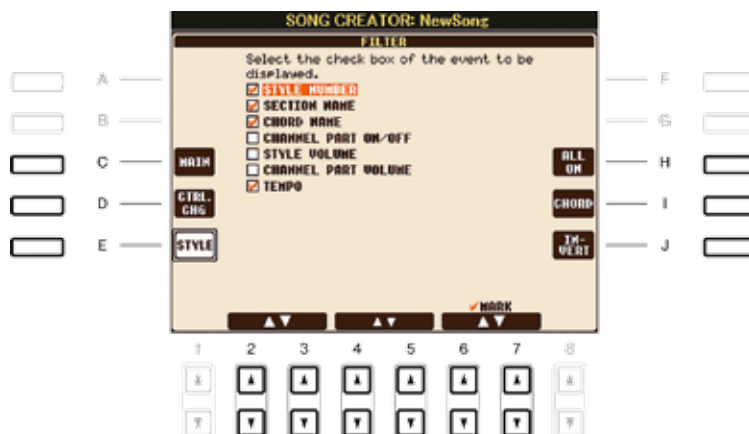 SONG CREATOR: NewSong
FILTER
Select the check box of the event to be
displayed.
STYLE NUMBER
SECTION NAME
CHORD NAME
CHANNEL PART ON/OFF
STYLE VOLUME
CHANNEL PART VOLUME
TEMPO
A
B
C
D
E
MAIN
CTRL.
CHG
STYLE
F
G
H
I
J
ALL
ON
CHORD
IN-
VERT
MARK
1 2 3 4 5 6 7 8